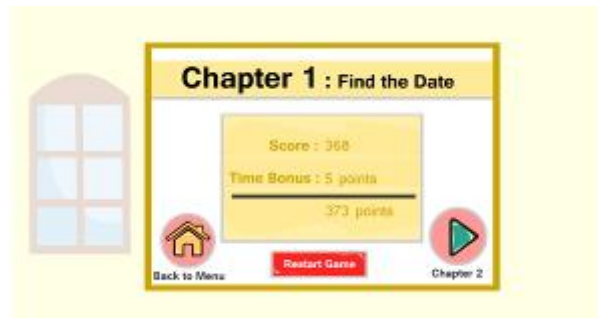 Chapter 1 : Find the Date
Score : 368
Time Bonus : 5 points
373 points
Restart Game
Back to Menu
Chapter 2